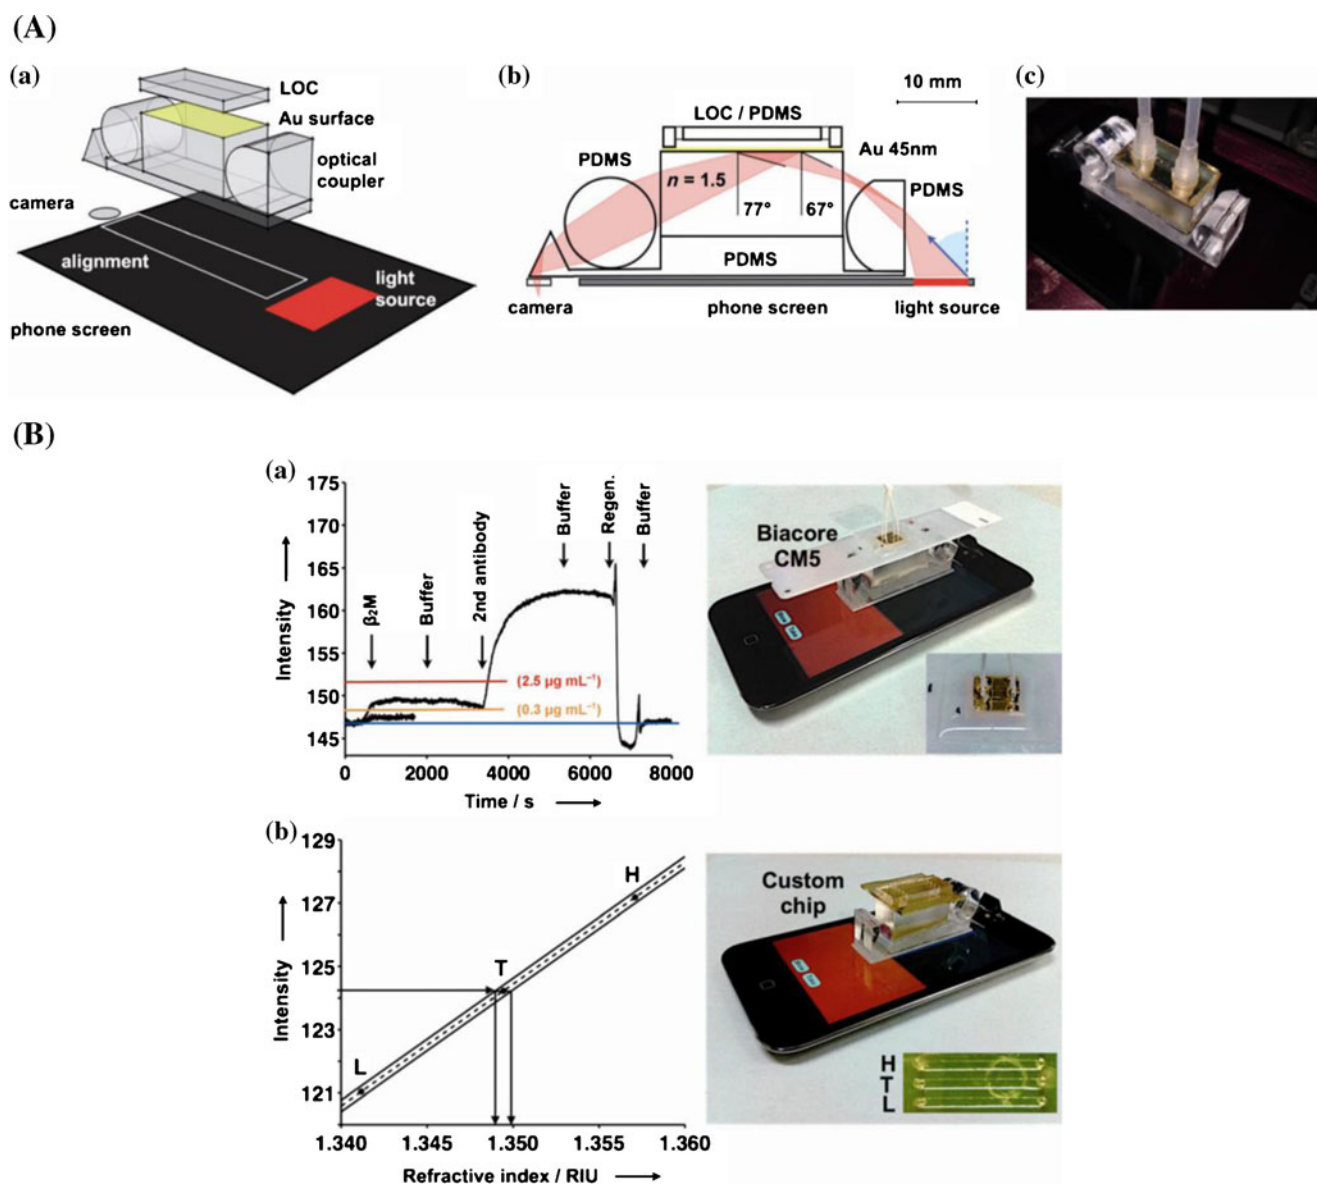 (A)
(a)
LOC
Au surface
optical
coupler
camera
alignment
light
source
phone screen
(b)
10 mm
LOC / PDMS
Au 45nm
PDMS
PDMS
n = 1.5
77°
67°
PDMS
camera
phone screen
light source
(c)
(B)
(a)
Intensity
175
170
165
160
155
150
145
β₂M
Buffer
2nd antibody
Buffer
Regen.
Buffer
(2.5 µg mL⁻¹)
(0.3 µg mL⁻¹)
0
2000
4000
6000
8000
Time / s
Biacore
CM5
(b)
Intensity
129
127
125
123
121
H
T
L
1.340
1.345
1.350
1.355
1.360
Refractive index / RIU
Custom
chip
H
T
L